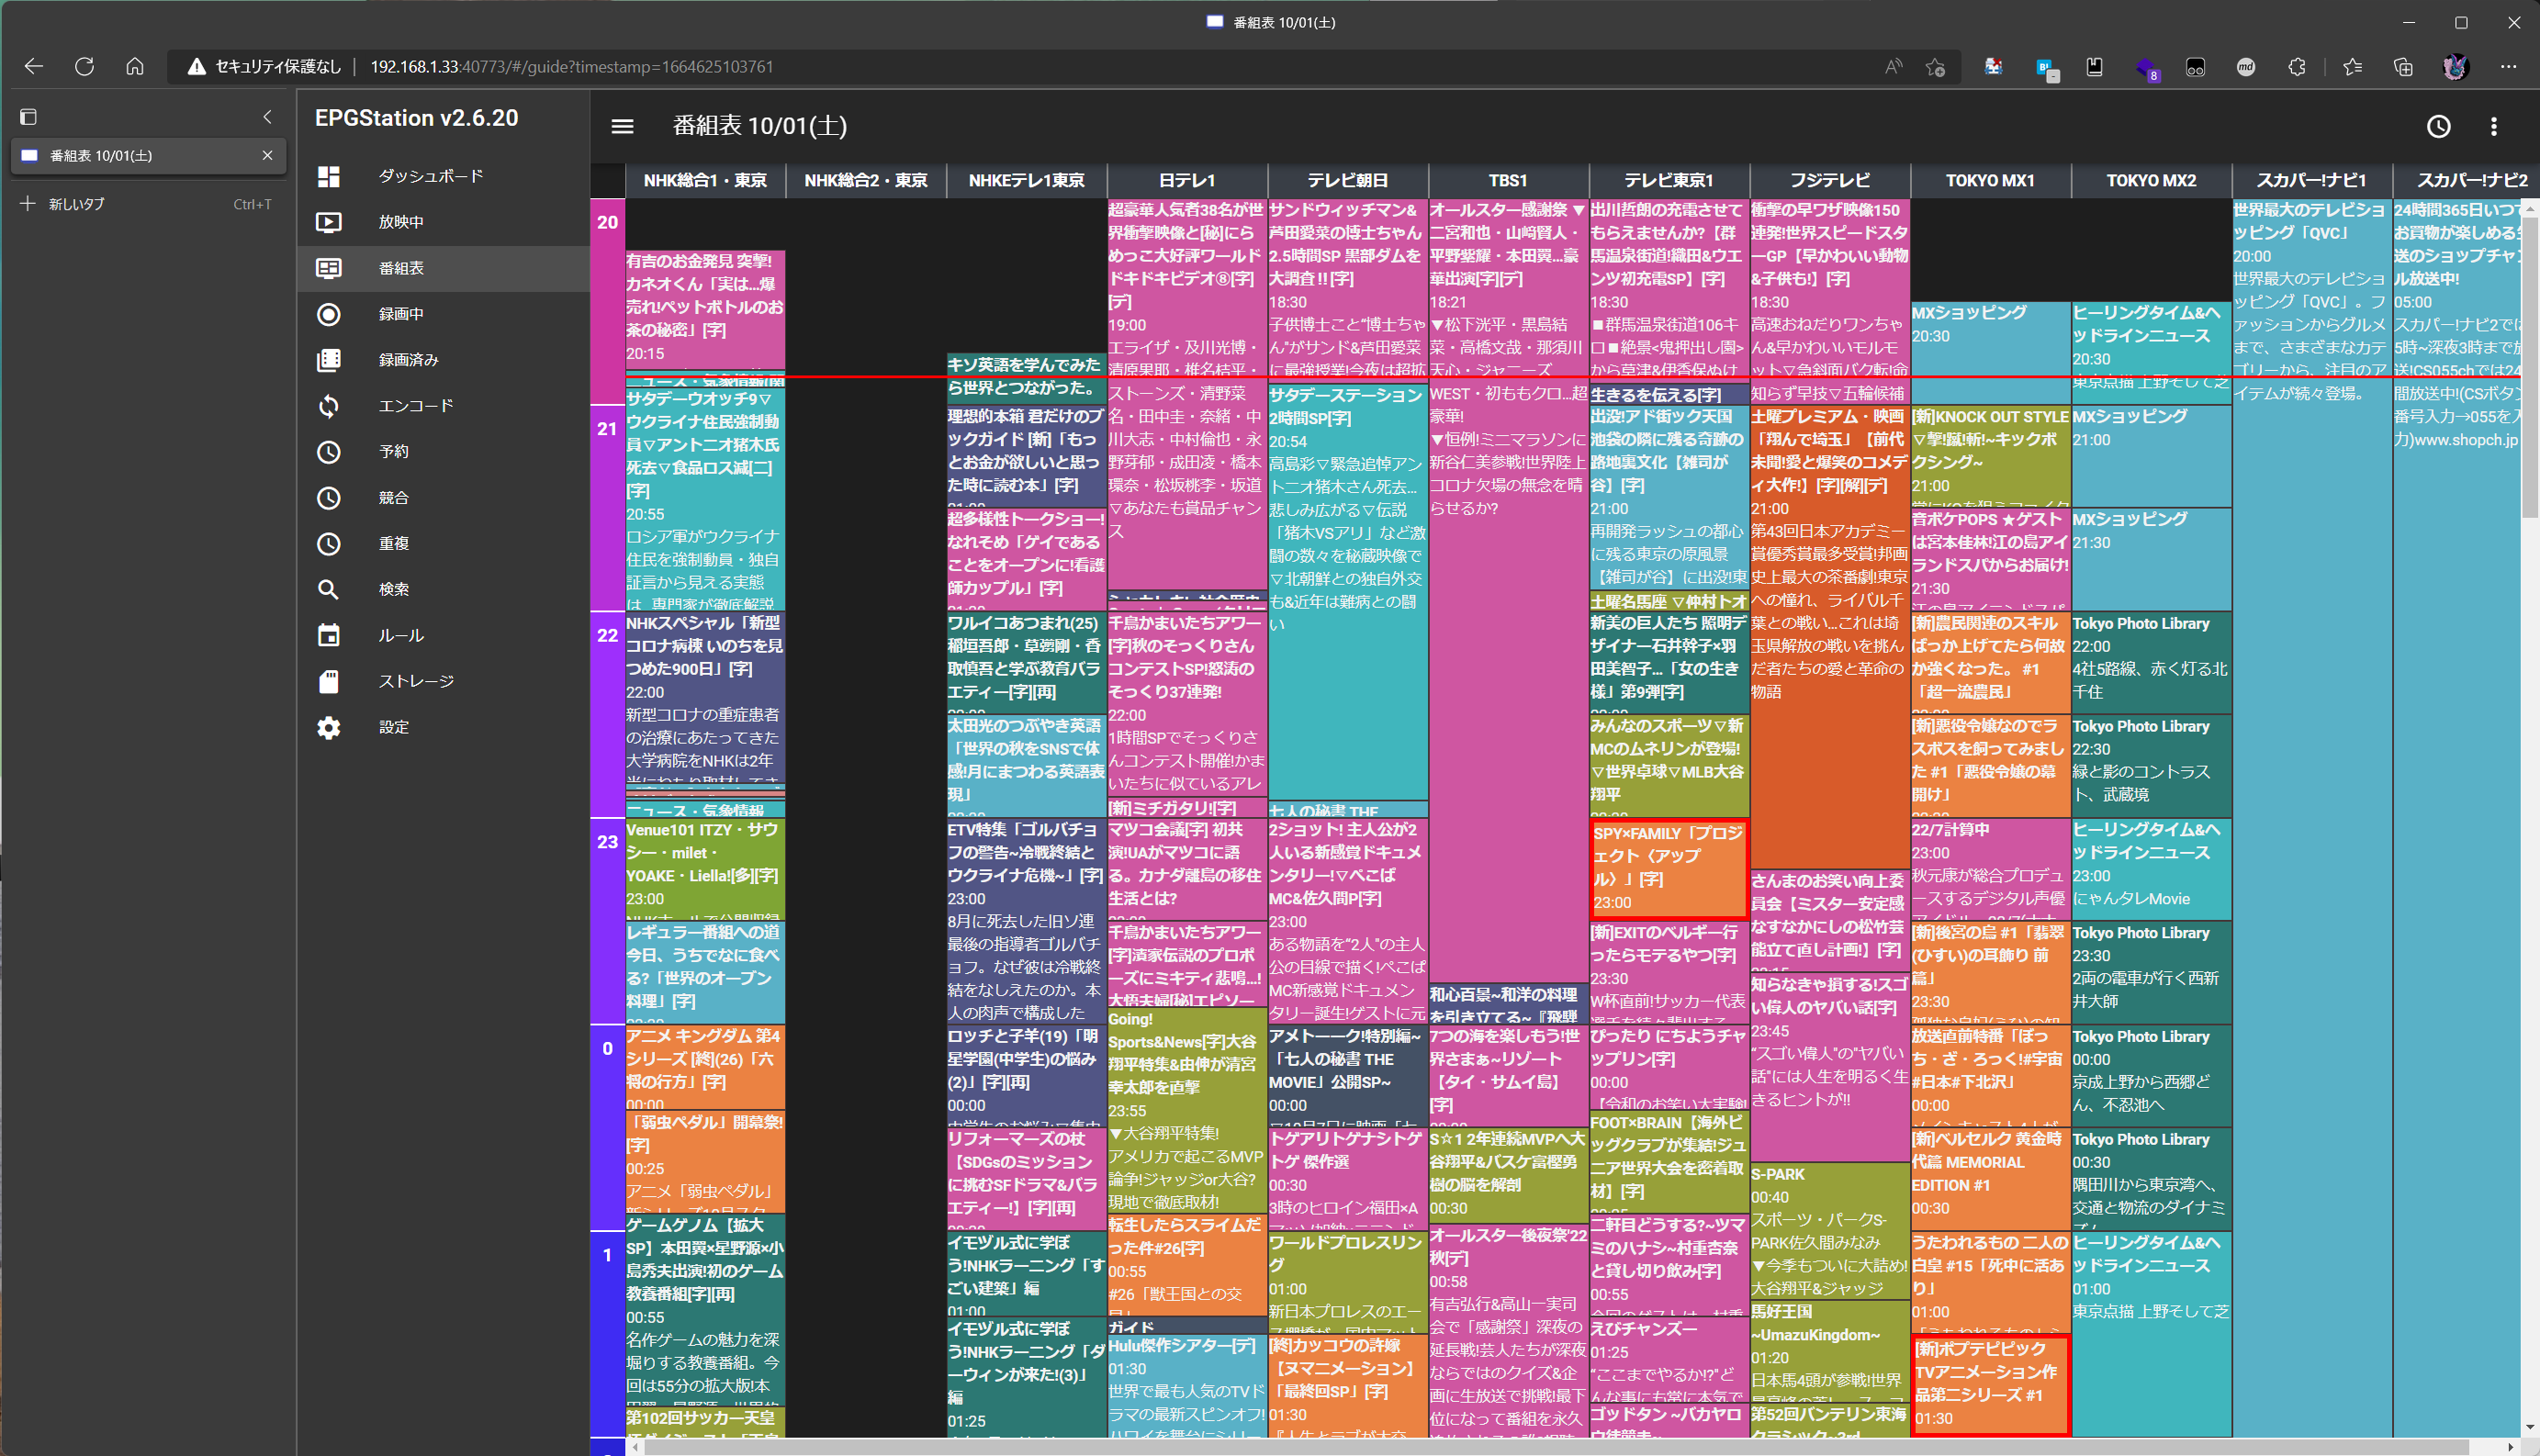 番組表 10/01(土)
セキュリティ保護なし
192.168.1.33:40773/#/guide?timestamp=1664625103761
番組表 10/01(土)
新しいタブ
Ctrl+T
EPGStation v2.6.20
ダッシュボード
放映中
番組表
録画中
録画済み
エンコード
予約
競合
重複
検索
ルール
ストレージ
設定
番組表 10/01(土)
NHK総合1・東京
NHK総合2・東京
NHKEテレ1東京
日テレ1
テレビ朝日
TBS1
テレビ東京1
フジテレビ
TOKYO MX1
TOKYO MX2
スカパー!ナビ1
スカパー!ナビ2
20
21
22
23
0
1
有吉のお金発見 突撃!
カネオくん「実は…爆
売れ!ペットボトルのお
茶の秘密」[字]
20:15
サタデーウオッチ9▽
ウクライナ住民強制動
員▽アントニオ猪木氏
死去▽食品ロス減[二]
[字]
20:55
ロシア軍がウクライナ
住民を強制動員・独自
証言から見える実態
は 専門家が徹底解説
NHKスペシャル「新型
コロナ病棟 いのちを見
つめた900日」[字]
22:00
新型コロナの重症患者
の治療にあたってきた
大学病院をNHKは2年
ニュース・気象情報
Venue101 ITZY・サウ
シー・milet・
YOAKE・Liella![多][字]
23:00
レギュラー番組への道
今日、うちでなに食べ
る?「世界のオーブン
料理」[字]
アニメ キングダム 第4
シリーズ [終](26)「六
将の行方」[字]
00:00
「弱虫ペダル」開幕祭!
[字]
00:25
アニメ「弱虫ペダル」
ゲームゲノム【拡大
SP】本田翼×星野源×小
島秀夫出演!初のゲーム
教養番組[字][再]
00:55
名作ゲームの魅力を深
堀りする教養番組。今
回は55分の拡大版!本
第102回サッカー天皇
キソ英語を学んでみた
ら世界とつながった。
理想的本箱 君だけのブ
ックガイド [新]「もっ
とお金が欲しいと思っ
た時に読む本」[字]
超多様性トークショー!
なれそめ「ゲイである
ことをオープンに!看護
師カップル」[字]
ワルイコあつまれ(25)
稲垣吾郎・草彅剛・香
取慎吾と学ぶ教育バラ
エティー[字][再]
太田光のつぶやき英語
「世界の秋をSNSで体
感!月にまつわる英語表
現」
ETV特集「ゴルバチョ
フの警告~冷戦終結と
ウクライナ危機~」[字]
23:00
8月に死去した旧ソ連
最後の指導者ゴルバチ
ョフ。なぜ彼は冷戦終
結をなしえたのか。本
人の肉声で構成した
ロッチと子羊(19)「明
星学園(中学生)の悩み
(2)」[字][再]
00:00
リフォーマーズの杖
【SDGsのミッション
に挑むSFドラマ&バラ
エティー!】[字][再]
イモヅル式に学ぼ
う!NHKラーニング「す
ごい建築」編
01:00
イモヅル式に学ぼ
う!NHKラーニング「ダ
ーウィンが来た!(3)」
編
01:25
超豪華人気者38名が世
界衝撃映像と[秘]にら
めっこ大好評ワールド
ドキドキビデオ⑧[字]
[デ]
19:00
エライザ・及川光博・
清原果耶・椎名桔平・
ストーンズ・清野菜
名・田中圭・奈緒・中
川大志・中村倫也・永
野芽郁・成田凌・橋本
環奈・松坂桃李・坂道
▽あなたも賞品チャン
ス
千鳥かまいたちアワー
[字]秋のそっくりさん
コンテストSP!怒涛の
そっくり37連発!
22:00
1時間SPでそっくりさ
んコンテスト開催!かま
いたちに似ているアレ
[新]ミチガタリ![字]
マツコ会議[字] 初共
演!UAがマツコに語
る。カナダ離島の移住
生活とは?
千鳥かまいたちアワー
[字]濱家伝説のプロポ
ーズにミキティ悲鳴…!
大悟夫婦[秘]エピソー
Going!
Sports&News[字]大谷
翔平特集&由伸が清宮
幸太郎を直撃
23:55
▼大谷翔平特集!
アメリカで起こるMVP
論争!ジャッジor大谷?
現地で徹底取材!
転生したらスライムだ
った件#26[字]
00:55
#26「獣王国との交
ガイド
Hulu傑作シアター[デ]
01:30
世界で最も人気のTVド
ラマの最新スピンオフ!
サンドウィッチマン&
芦田愛菜の博士ちゃん
2.5時間SP 黒部ダムを
大調査‼[字]
18:30
子供博士こと"博士ちゃ
ん"がサンド&芦田愛菜
に最強授業!今夜は超拡
サタデーステーション
2時間SP[字]
20:54
高島彩▽緊急追悼アン
トニオ猪木さん死去…
悲しみ広がる▽伝説
「猪木VSアリ」など激
闘の数々を秘蔵映像で
▽北朝鮮との独自外交
も&近年は難病との闘
い
七人の秘書 THE
2ショット! 主人公が2
人いる新感覚ドキュメ
ンタリー!▽ぺこぱ
MC&佐久間P[字]
23:00
ある物語を"2人"の主人
公の目線で描く!ぺこぱ
MC新感覚ドキュメン
タリー誕生!ゲストに元
アメトーーク!特別編~
「七人の秘書 THE
MOVIE」公開SP~
00:00
トゲアリトゲナシトゲ
トゲ 傑作選
00:30
3時のヒロイン福田×A
ワールドプロレスリン
グ
01:00
新日本プロレスのエー
[終]カッコウの許嫁
【ヌマニメーション】
「最終回SP」[字]
01:30
オールスター感謝祭 ▼
二宮和也・山﨑賢人・
平野紫耀・本田翼…豪
華出演[字][デ]
18:21
▼松下洸平・黒島結
菜・高橋文哉・那須川
天心・ジャニーズ
WEST・初ももクロ…超
豪華!
▼恒例!ミニマラソンに
新谷仁美参戦!世界陸上
コロナ欠場の無念を晴
らせるか?
和心百景~和洋の料理
を引き立てる~『飛騨
7つの海を楽しもう!世
界さまぁ~リゾート
【タイ・サムイ島】
[字]
S☆1 2年連続MVPへ大
谷翔平&バスケ富樫勇
樹の脳を解剖
00:30
オールスター後夜祭'22
秋[デ]
00:58
有吉弘行&高山一実司
会で「感謝祭」深夜の
延長戦!芸人たちが深夜
ならではのクイズ&企
画に生放送で挑戦!最下
位になって番組を永久
出川哲朗の充電させて
もらえませんか?【群
馬温泉街道!織田&ウエ
ンツ初充電SP】[字]
18:30
■群馬温泉街道106キ
ロ■絶景<鬼押出し園>
から草津&伊香保ぬけ
生きるを伝える[字]
出没!アド街ック天国
池袋の隣に残る奇跡の
路地裏文化【雑司が
谷】[字]
21:00
再開発ラッシュの都心
に残る東京の原風景
【雑司が谷】に出没!東
土曜名馬座 ▽仲村トオ
新美の巨人たち 照明デ
ザイナー石井幹子×羽
田美智子…「女の生き
様」第9弾[字]
みんなのスポーツ▽新
MCのムネリンが登場!
▽世界卓球▽MLB大谷
翔平
SPY×FAMILY「プロジ
ェクト〈アップ
ル〉」[字]
23:00
[新]EXITのベルギー行
ったらモテるやつ[字]
23:30
W杯直前!サッカー代表
ぴったり にちようチャ
ップリン[字]
00:00
【令和のお笑い大実験!
FOOT×BRAIN【海外ビ
ッグクラブが集結!ジュ
ニア世界大会を密着取
材】[字]
二軒目どうする?~ツマ
ミのハナシ~村重杏奈
と貸し切り飲み[字]
00:55
えびチャンズー
01:25
“ここまでやるか!?”ど
んな事にも常に本気で
ゴッドタン ~バカヤロ
衝撃の早ワザ映像150
連発!世界スピードスタ
ーGP【早かわいい動物
&子供も!】[字]
18:30
高速おねだりワンちゃ
ん&早かわいいモルモ
ット▽急斜面バク転!命
知らず早技▽五輪候補
土曜プレミアム・映画
「翔んで埼玉」【前代
未聞!愛と爆笑のコメデ
ィ大作!】[字][解][デ]
21:00
第43回日本アカデミー
賞優秀賞最多受賞!邦画
史上最大の茶番劇!東京
への憧れ、ライバル千
葉との戦い…これは埼
玉県解放の戦いを挑ん
だ者たちの愛と革命の
物語
さんまのお笑い向上委
員会【ミスター安定感
なすなかにしの松竹芸
能立て直し計画!】[字]
知らなきゃ損する!スゴ
い偉人のヤバい話[字]
23:45
“スゴい偉人”の“ヤバい
話”には人生を明るく生
きるヒントが!!
S-PARK
00:40
スポーツ・パークS-
PARK佐久間みなみ
▼今季もついに大詰め!
大谷翔平&ジャッジ
馬好王国
~UmazuKingdom~
01:20
日本馬4頭が参戦!世界
第52回バンテリン東海
クラシック~3rd
MXショッピング
20:30
[新]KNOCK OUT STYLE
▽撃!蹴!斬!~キックボ
クシング~
21:00
音ボケPOPS ★ゲスト
は宮本佳林!江の島アイ
ランドスパからお届け!
21:30
[新]農民関連のスキル
ばっか上げてたら何故
か強くなった。 #1
「超一流農民」
[新]悪役令嬢なのでラ
スボスを飼ってみまし
た #1「悪役令嬢の幕
開け」
22/7計算中
23:00
秋元康が総合プロデュ
ースするデジタル声優
[新]後宮の烏 #1「翡翠
(ひすい)の耳飾り 前
篇」
23:30
放送直前特番「ぼっ
ち・ざ・ろっく!#宇宙
#日本#下北沢」
00:00
[新]ベルセルク 黄金時
代篇 MEMORIAL
EDITION #1
00:30
うたわれるもの 二人の
白皇 #15「死中に活あ
り」
01:00
[新]ポプテピピック
TVアニメーション作
品第二シリーズ #1
01:30
ヒーリングタイム&ヘ
ッドラインニュース
20:30
東京点描 上野そして芝
MXショッピング
21:00
MXショッピング
21:30
Tokyo Photo Library
22:00
4社5路線、赤く灯る北
千住
Tokyo Photo Library
22:30
緑と影のコントラス
ト、武蔵境
ヒーリングタイム&ヘ
ッドラインニュース
23:00
にゃんタレMovie
Tokyo Photo Library
23:30
2両の電車が行く西新
井大師
Tokyo Photo Library
00:00
京成上野から西郷ど
ん、不忍池へ
Tokyo Photo Library
00:30
隅田川から東京湾へ、
交通と物流のダイナミ
ヒーリングタイム&ヘ
ッドラインニュース
01:00
東京点描 上野そして芝
世界最大のテレビショ
ッピング「QVC」
20:00
世界最大のテレビショ
ッピング「QVC」。フ
ァッションからグルメ
まで、さまざまなカテ
ゴリーから、注目のア
イテムが続々登場。
24時間365日いつで
お買物が楽しめる生
送のショップチャン
ル放送中!
05:00
スカパー!ナビ2では
5時~深夜3時まで放
送!CS055chでは24
間放送中!(CSボタン
番号入力→055を入
力)www.shopch.jp